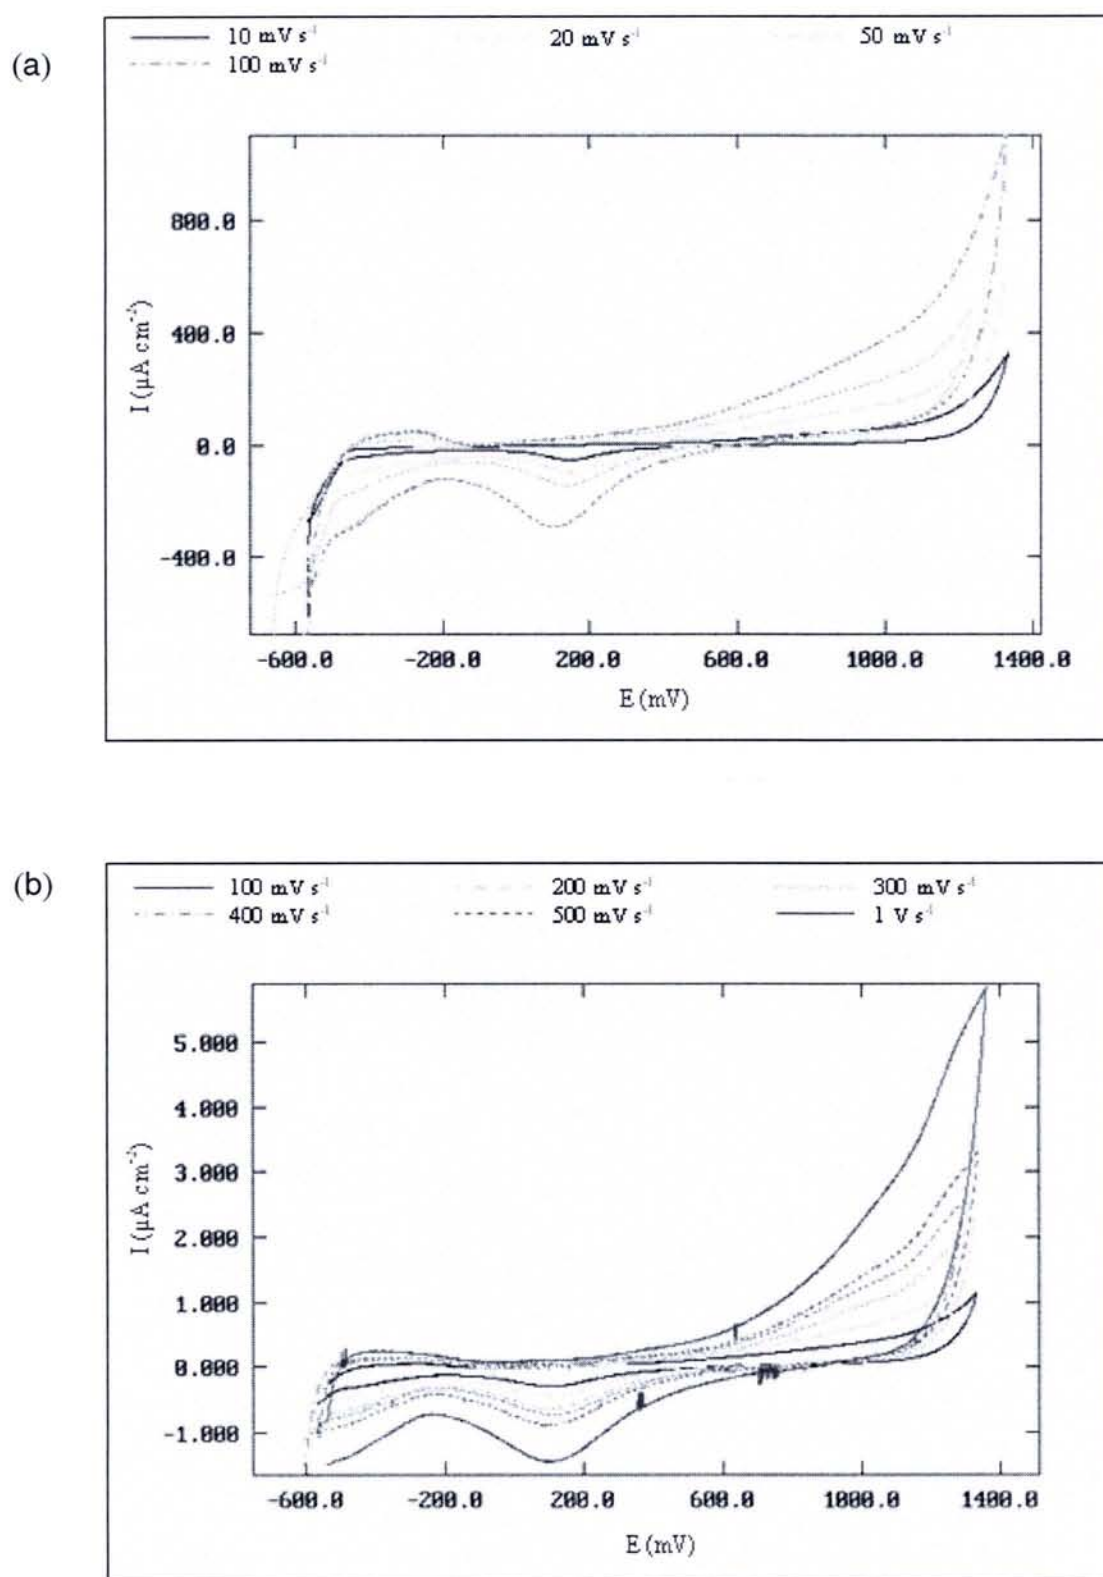 (a)
10 mV s⁻¹ 20 mV s⁻¹ 50 mV s⁻¹
100 mV s⁻¹
800.0
400.0
0.0
-400.0
I (µA cm⁻²)
-600.0 -200.0 200.0 600.0 1000.0 1400.0
E (mV)
(b)
100 mV s⁻¹ 200 mV s⁻¹ 300 mV s⁻¹
400 mV s⁻¹ 500 mV s⁻¹ 1 V s⁻¹
5.000
4.000
3.000
2.000
1.000
0.000
-1.000
I (µA cm⁻²)
-600.0 -200.0 200.0 600.0 1000.0 1400.0
E (mV)